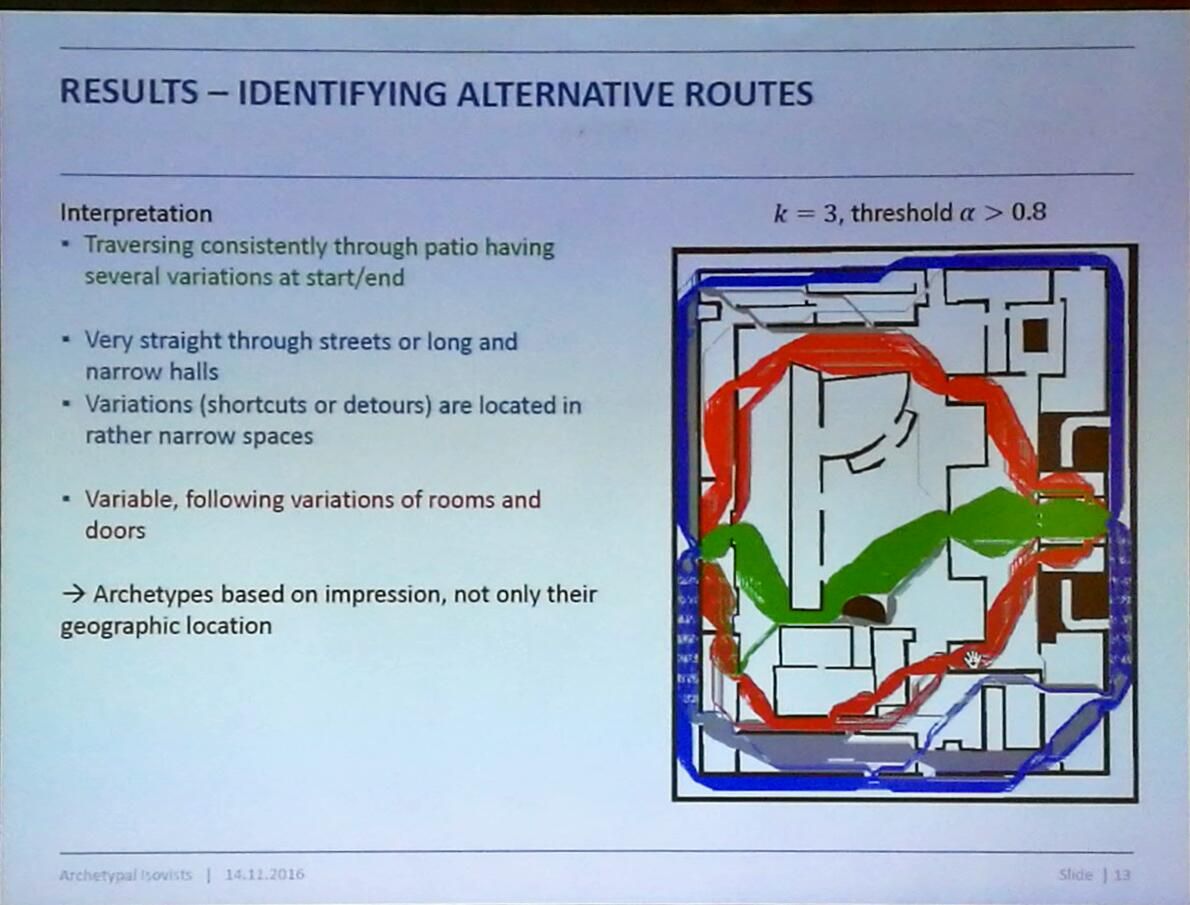 RESULTS – IDENTIFYING ALTERNATIVE ROUTES
Interpretation
▪ Traversing consistently through patio having
several variations at start/end
▪ Very straight through streets or long and
narrow halls
▪ Variations (shortcuts or detours) are located in
rather narrow spaces
▪ Variable, following variations of rooms and
doors
→ Archetypes based on impression, not only their
geographic location
k = 3, threshold α > 0.8
Archetypal Isovists | 14.11.2016
Slide | 13